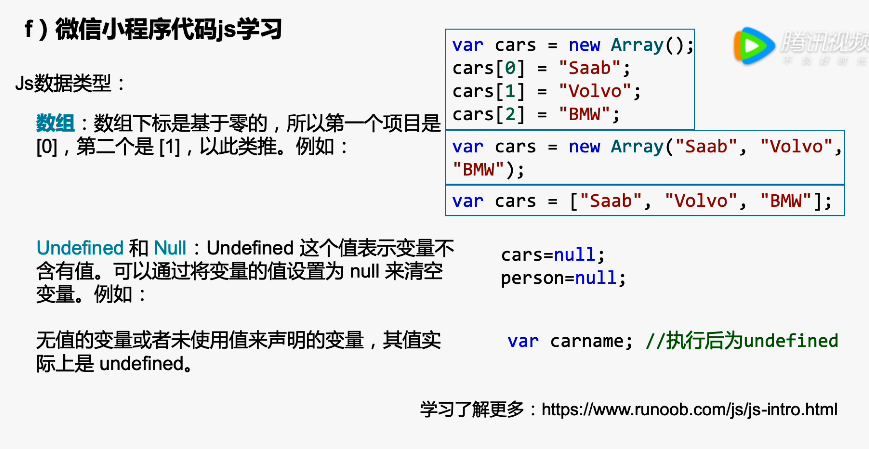 f）微信小程序代码js学习
腾讯视频
不负好时光
Js数据类型：
数组：数组下标是基于零的，所以第一个项目是
[0]，第二个是 [1]，以此类推。例如：
var cars = new Array();
cars[0] = "Saab";
cars[1] = "Volvo";
cars[2] = "BMW";
var cars = new Array("Saab", "Volvo",
"BMW");
var cars = ["Saab", "Volvo", "BMW"];
Undefined 和 Null：Undefined 这个值表示变量不
含有值。可以通过将变量的值设置为 null 来清空
变量。例如：
cars=null;
person=null;
无值的变量或者未使用值来声明的变量，其值实
际上是 undefined。
var carname; //执行后为undefined
学习了解更多：https://www.runoob.com/js/js-intro.html